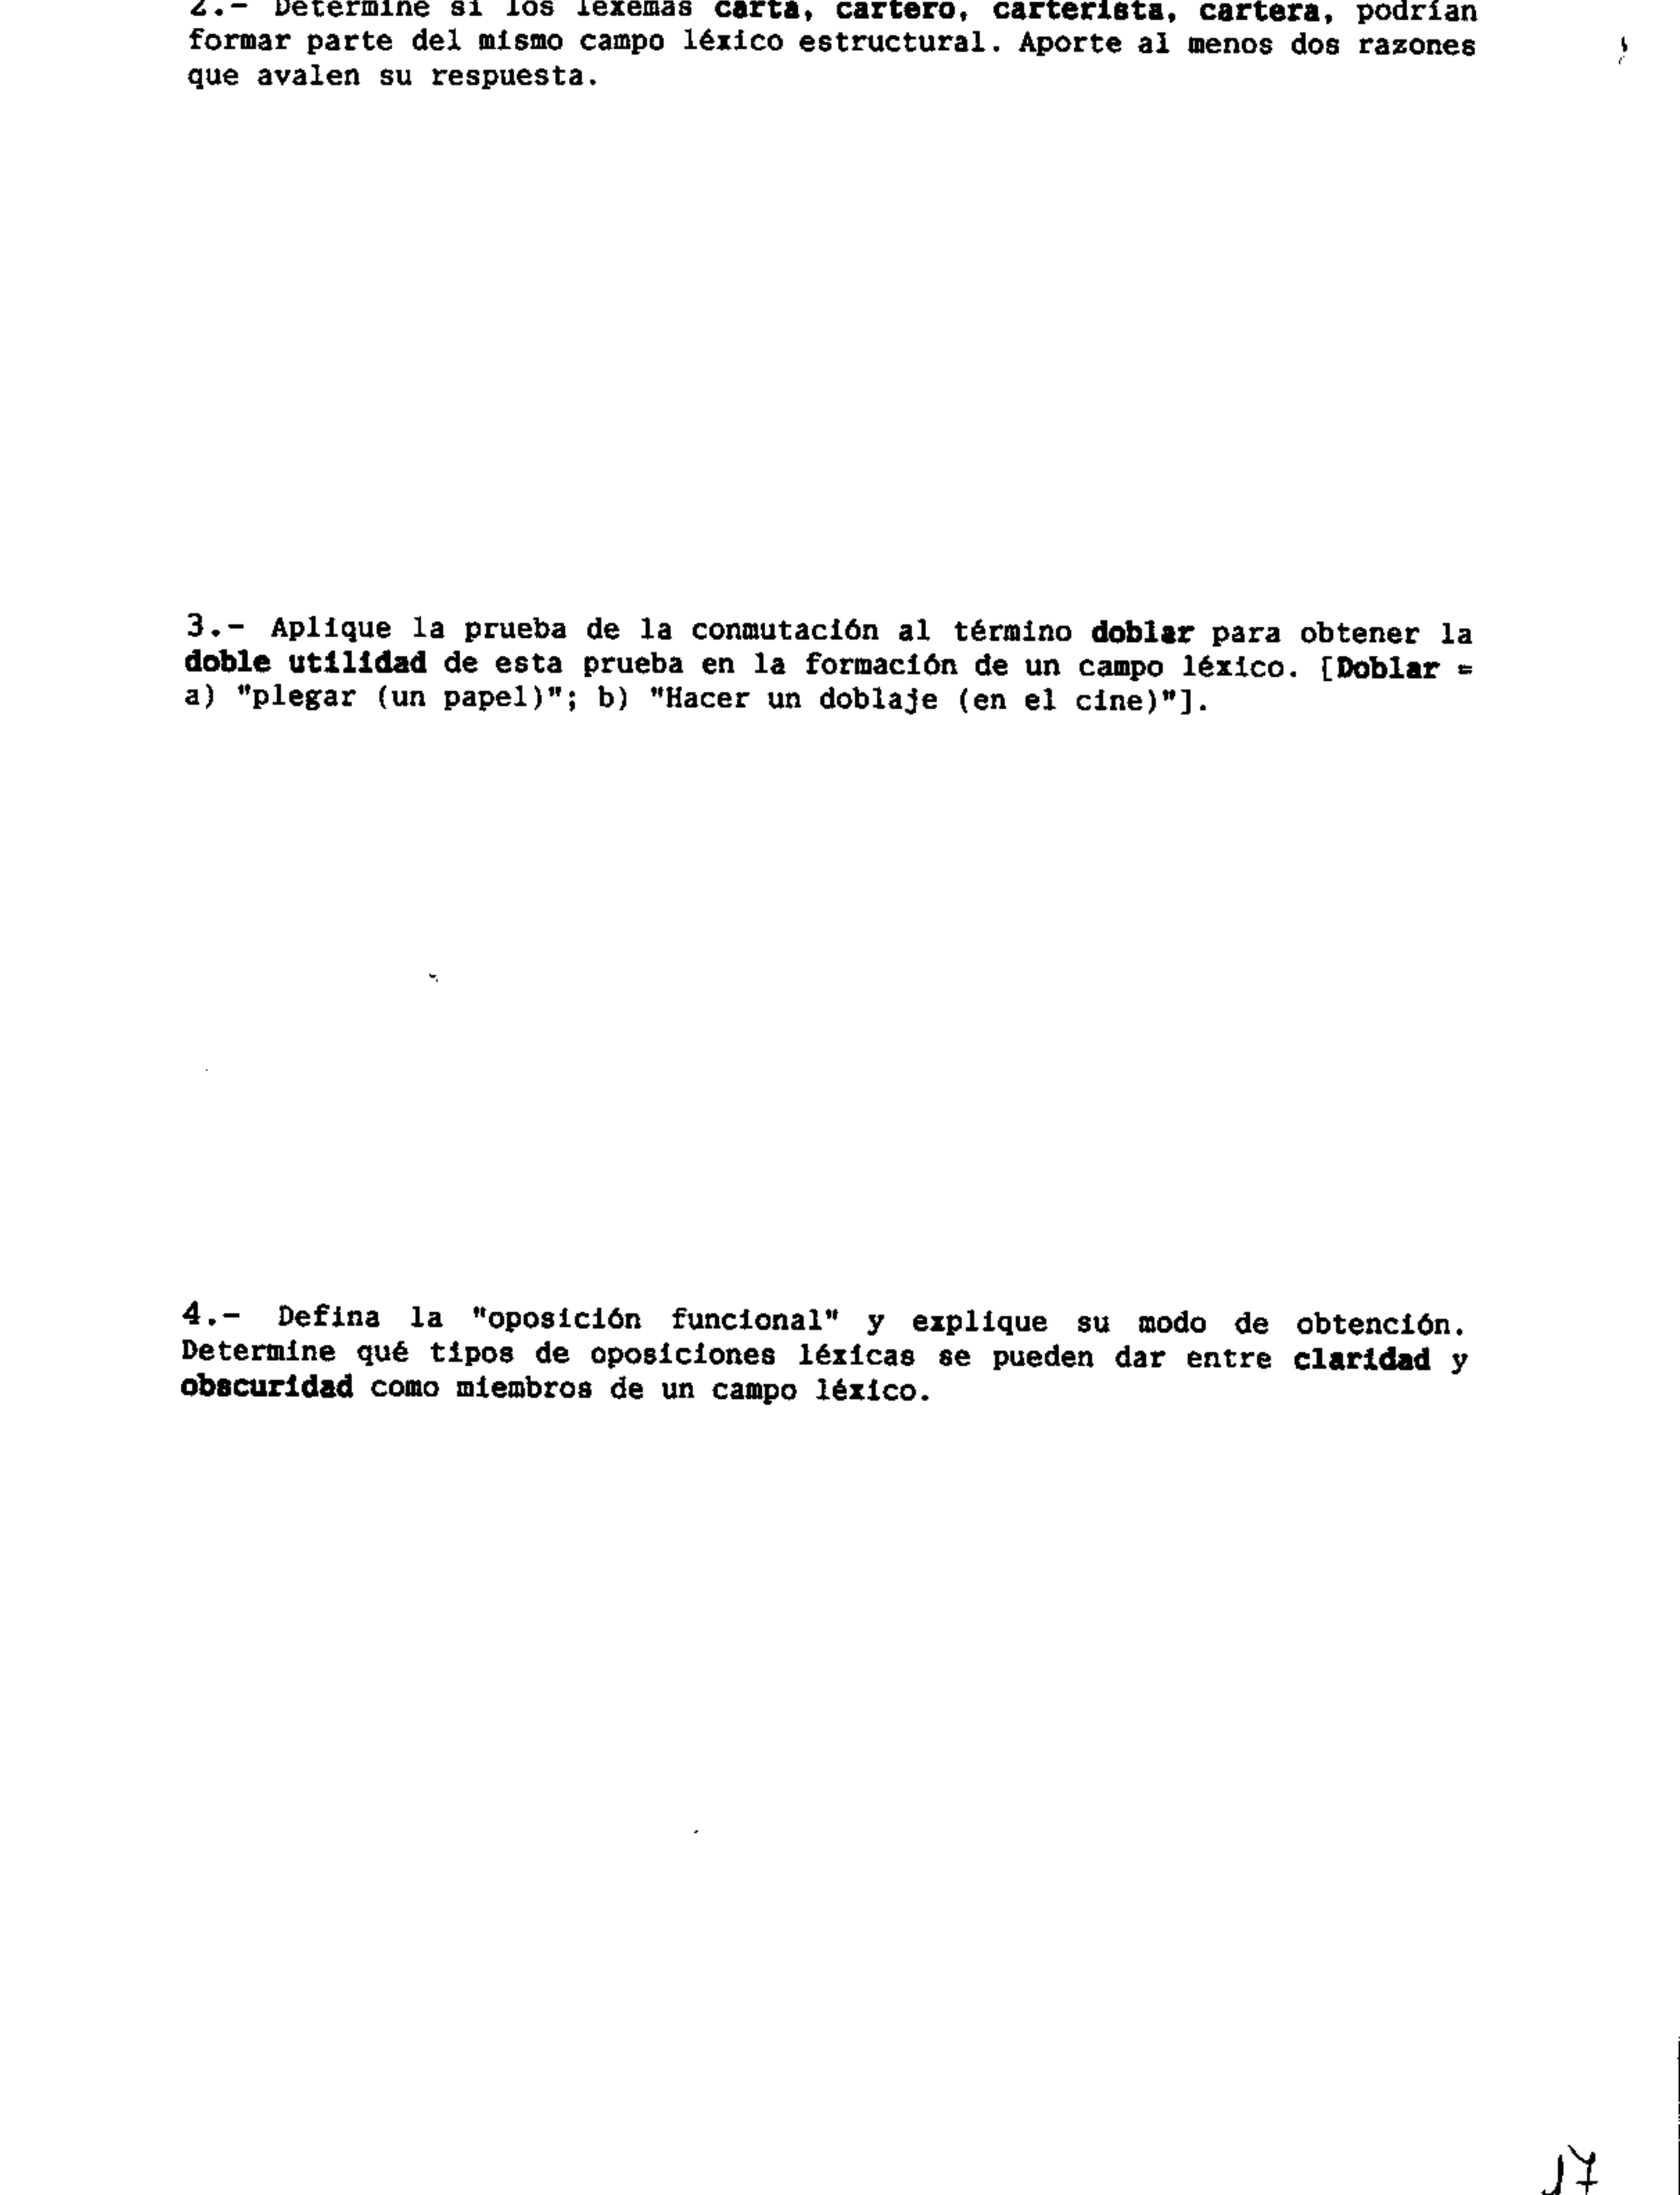 2.- Determine si los lexemas carta, cartero, carterista, cartera, podrían
formar parte del mismo campo léxico estructural. Aporte al menos dos razones
que avalen su respuesta.
3.- Aplique la prueba de la conmutación al término doblar para obtener la
doble utilidad de esta prueba en la formación de un campo léxico. [Doblar =
a) "plegar (un papel)"; b) "Hacer un doblaje (en el cine)"].
4.- Defina la "oposición funcional" y explique su modo de obtención.
Determine qué tipos de oposiciones léxicas se pueden dar entre claridad y
obscuridad como miembros de un campo léxico.
17